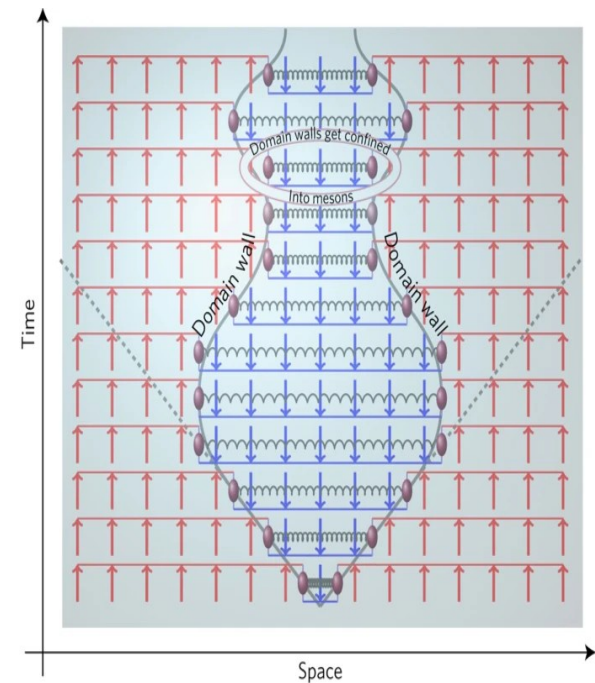 Domain walls get confined
Into mesons
Domain wall
Domain wall
Time
Space